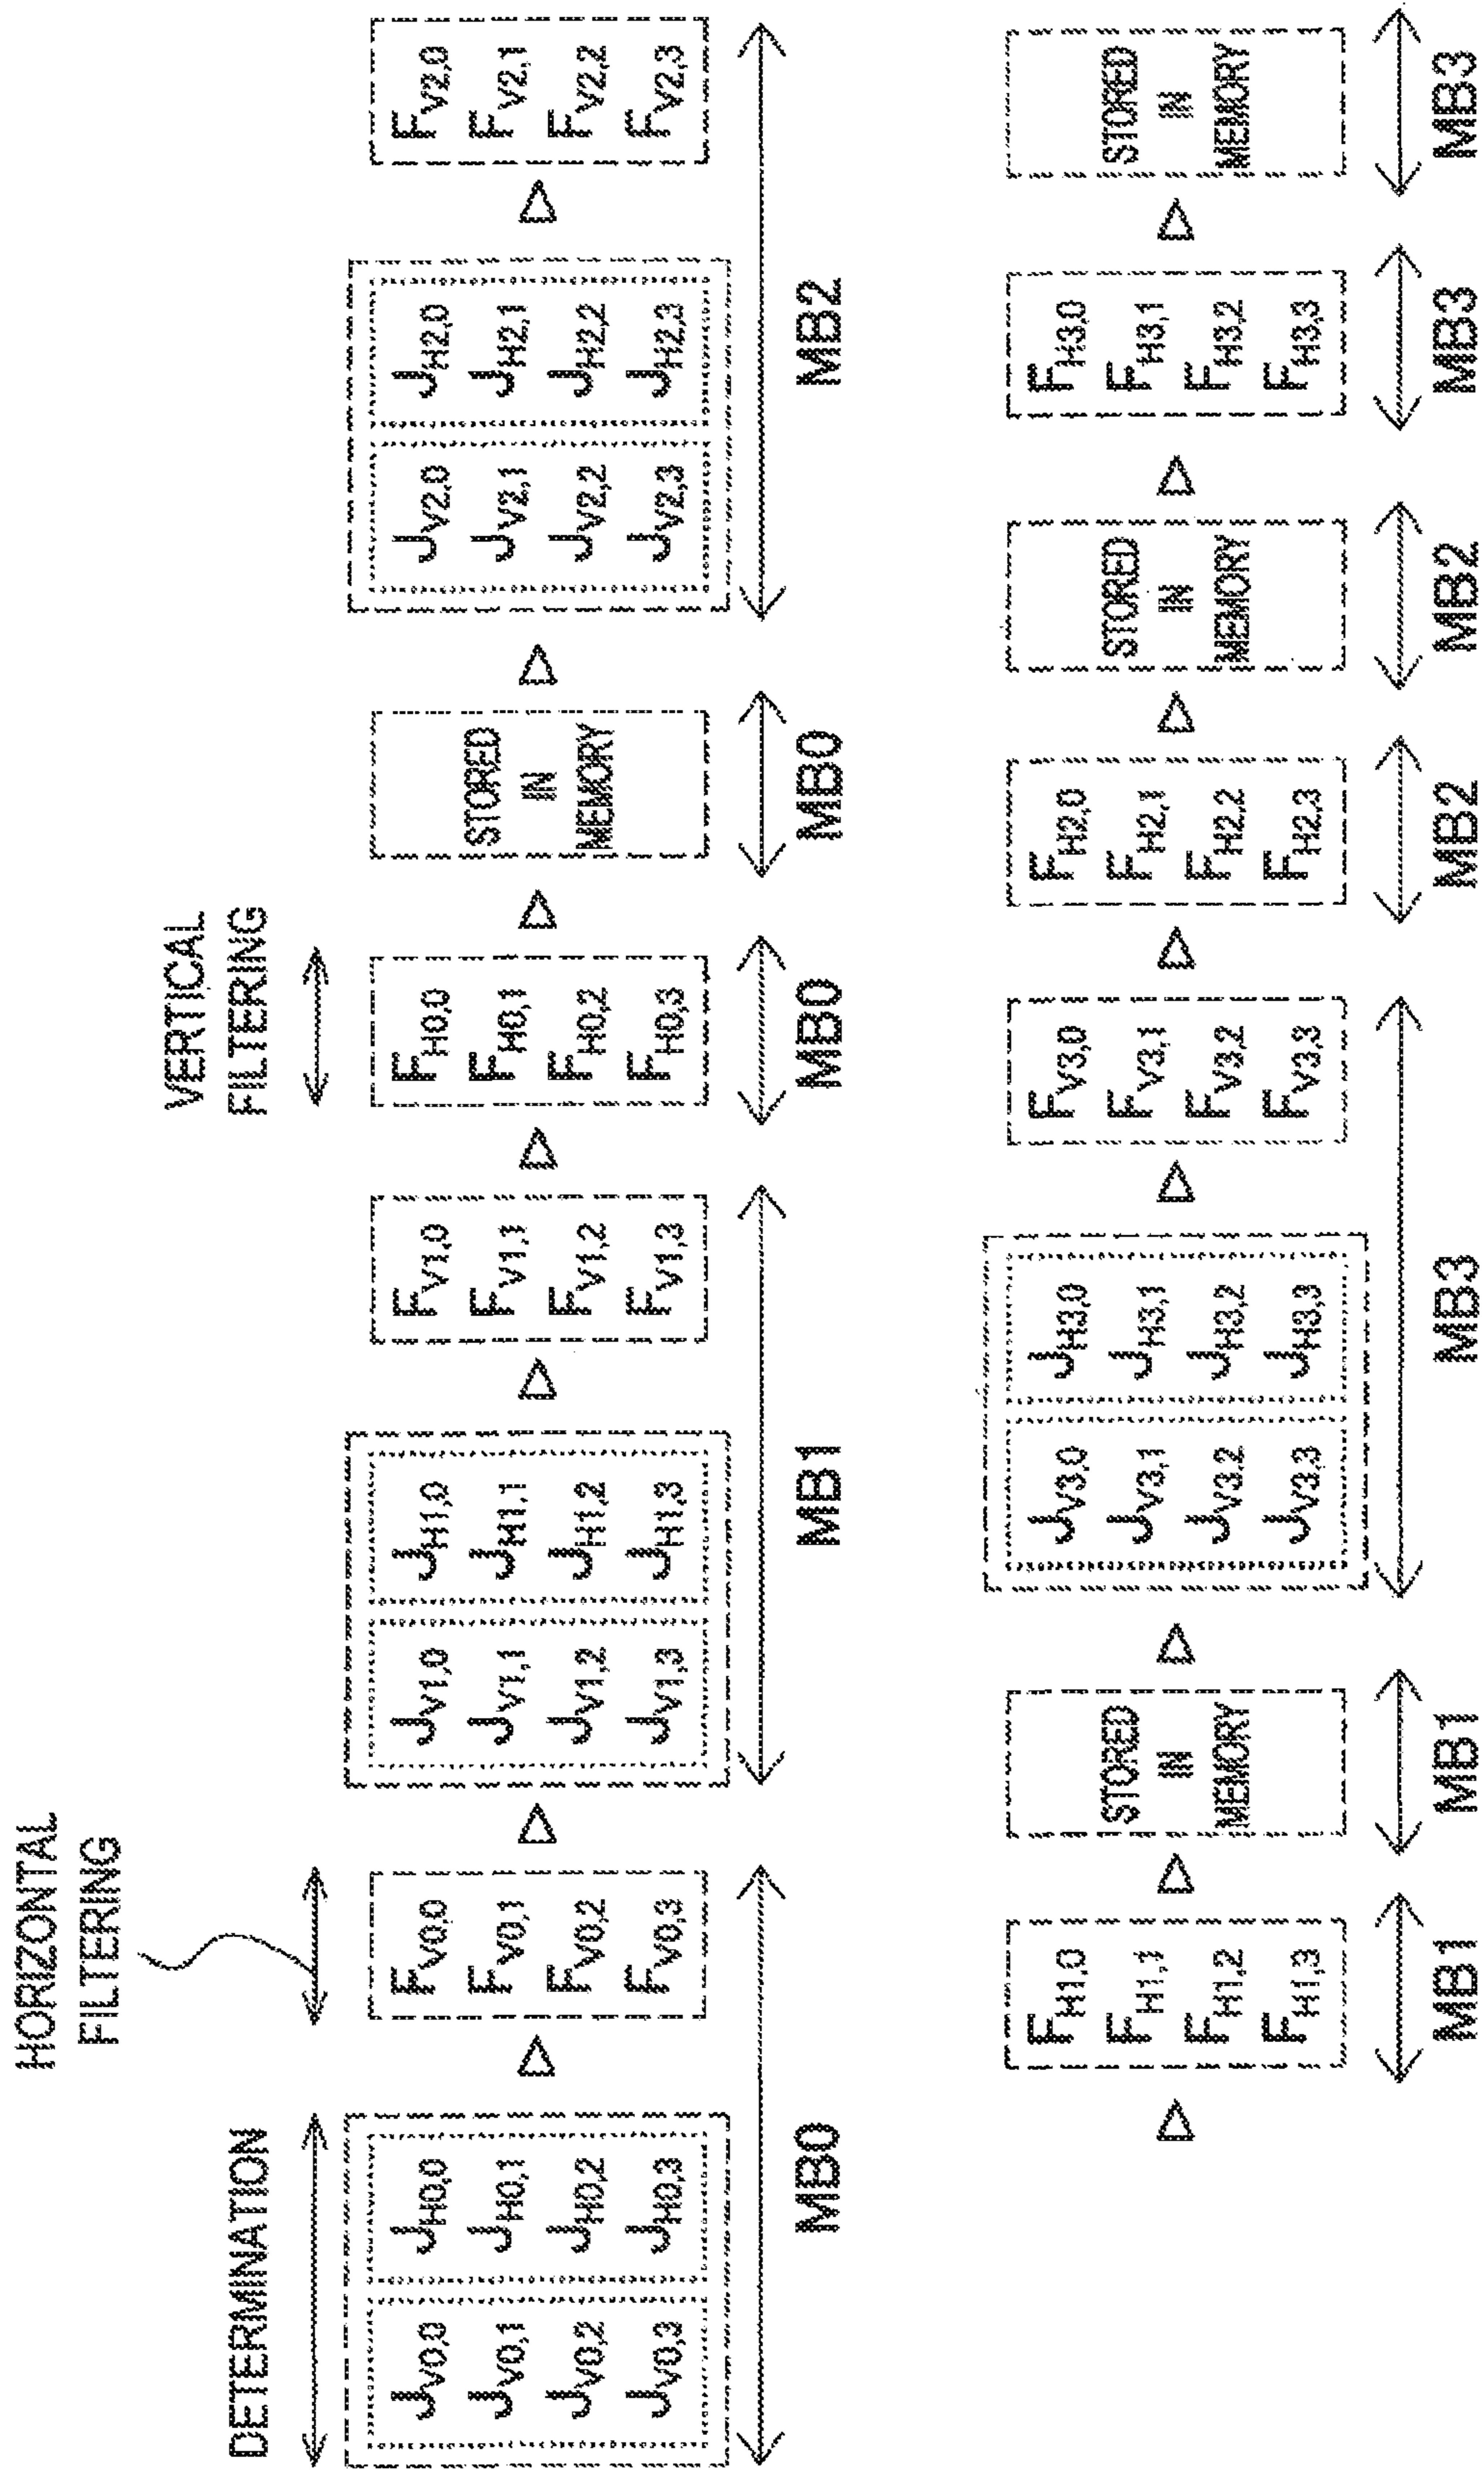 HORIZONTAL
FILTERING
VERTICAL
FILTERING
DETERMINATION
JV0,0 JH0,0
JV0,1 JH0,1
JV0,2 JH0,2
JV0,3 JH0,3
FV0,0
FV0,1
FV0,2
FV0,3
MB0
JV1,0 JH1,0
JV1,1 JH1,1
JV1,2 JH1,2
JV1,3 JH1,3
FV1,0
FV1,1
FV1,2
FV1,3
MB1
FH0,0
FH0,1
FH0,2
FH0,3
MB0
STORED
IN
MEMORY
MB0
JV2,0 JH2,0
JV2,1 JH2,1
JV2,2 JH2,2
JV2,3 JH2,3
FV2,0
FV2,1
FV2,2
FV2,3
MB2
FH1,0
FH1,1
FH1,2
FH1,3
MB1
STORED
IN
MEMORY
MB1
JV3,0 JH3,0
JV3,1 JH3,1
JV3,2 JH3,2
JV3,3 JH3,3
FV3,0
FV3,1
FV3,2
FV3,3
MB3
FH2,0
FH2,1
FH2,2
FH2,3
MB2
STORED
IN
MEMORY
MB2
FH3,0
FH3,1
FH3,2
FH3,3
MB3
STORED
IN
MEMORY
MB3